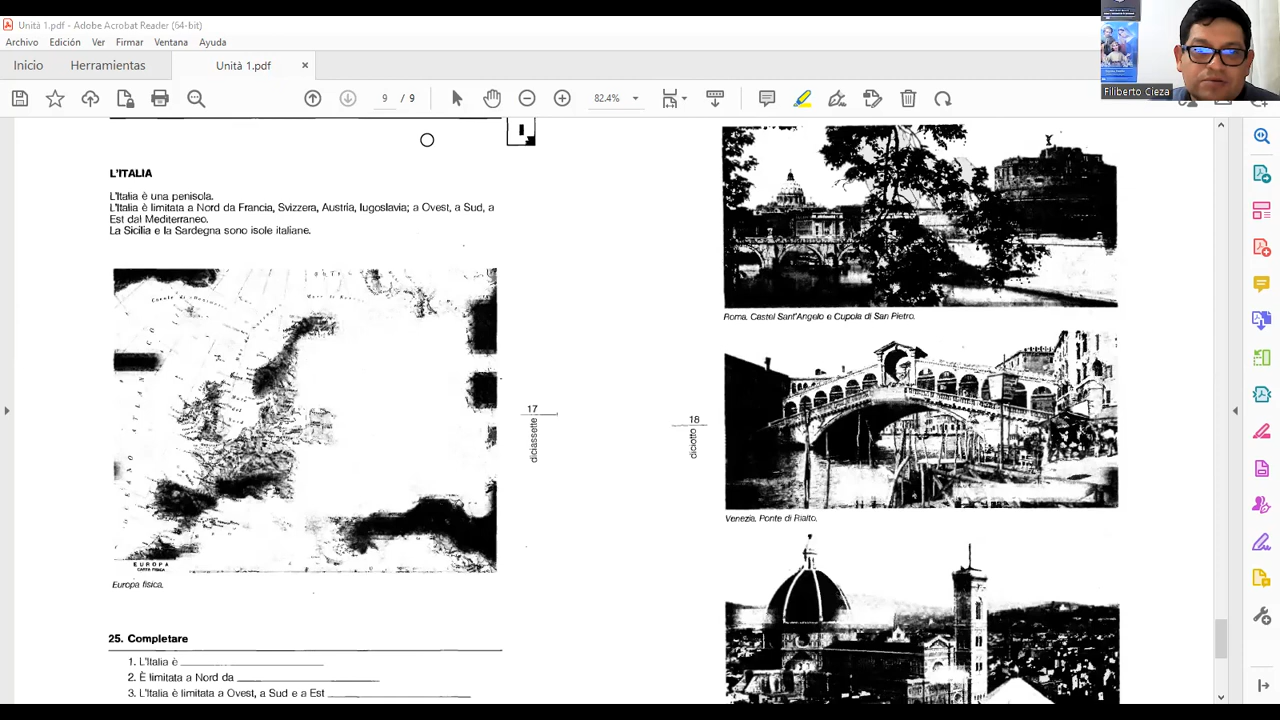 Unità 1.pdf - Adobe Acrobat Reader (64-bit)
Archivo Edición Ver Firmar Ventana Ayuda
Inicio Herramientas Unità 1.pdf ×
9 / 9 82.4%
Filiberto Cieza
L'ITALIA
L'Italia è una penisola.
L'Italia è limitata a Nord da Francia, Svizzera, Austria, Iugoslavia; a Ovest, a Sud, a
Est dal Mediterraneo.
La Sicilia e la Sardegna sono isole italiane.
EUROPA
CARTA FISICA
Europa fisica.
17
diciassette
25. Completare
1. L'Italia è
2. È limitata a Nord da
3. L'Italia è limitata a Ovest, a Sud e a Est
Roma. Castel Sant'Angelo e Cupola di San Pietro.
18
diciotto
Venezia. Ponte di Rialto.